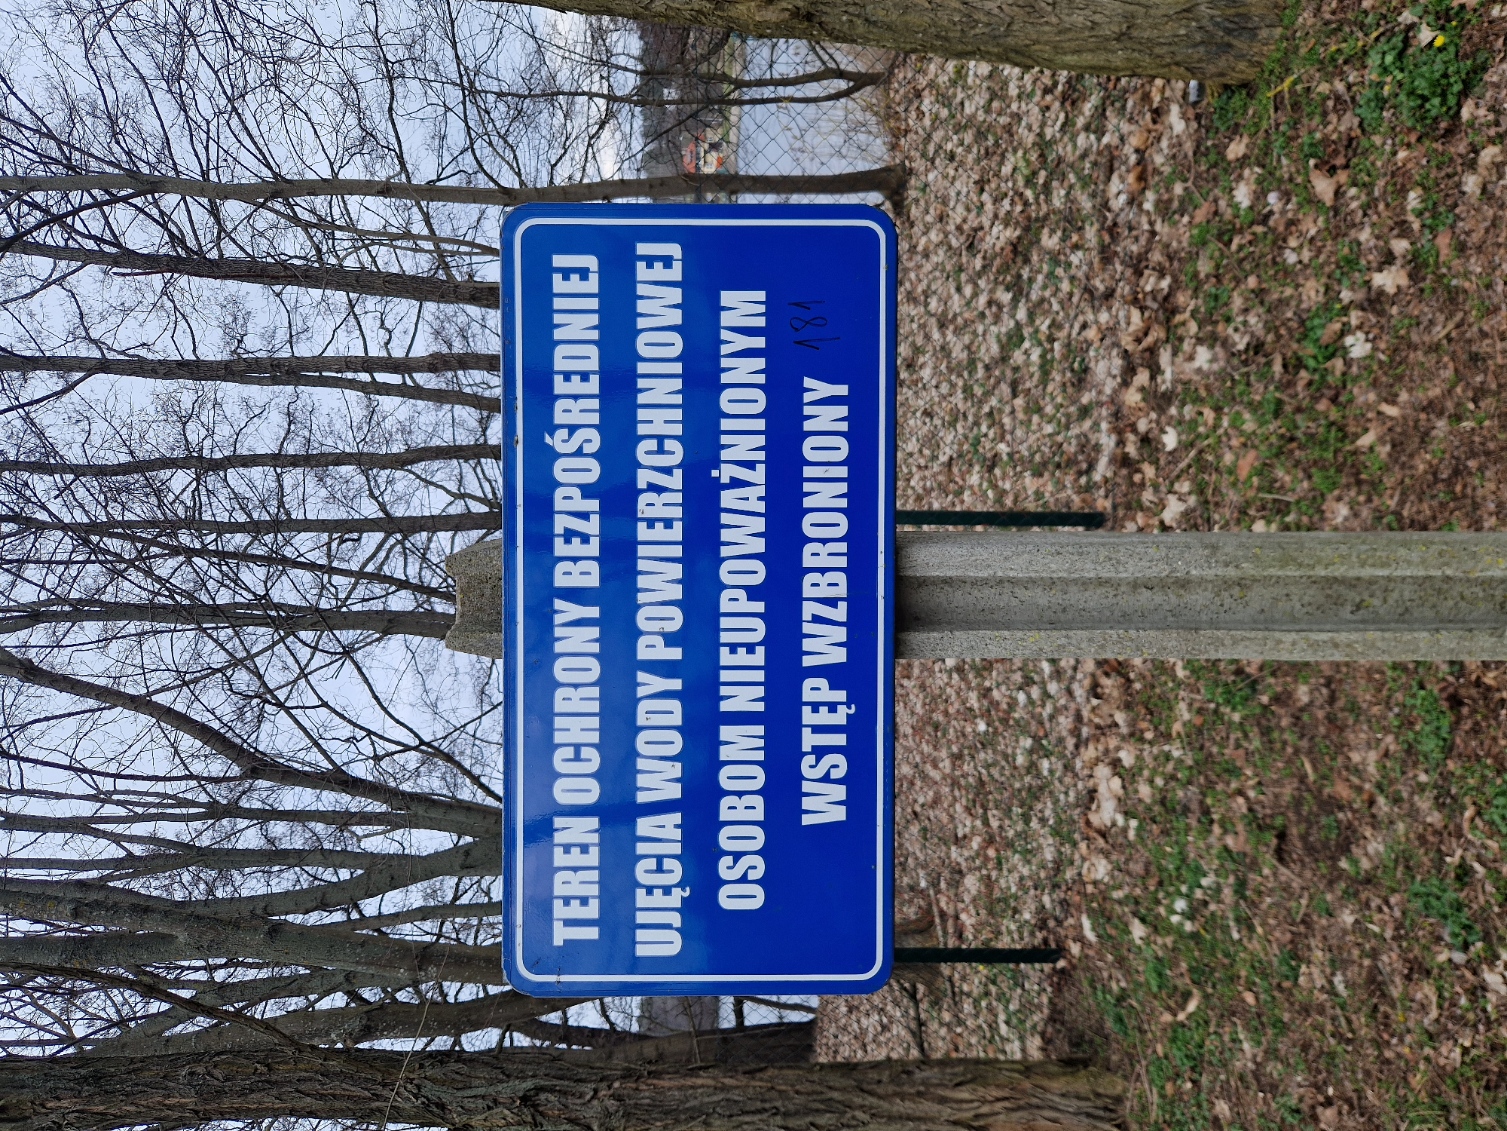 TEREN OCHRONY BEZPOŚREDNIEJ
UJĘCIA WODY POWIERZCHNIOWEJ
OSOBOM NIEUPOWAŻNIONYM
WSTĘP WZBRONIONY
181